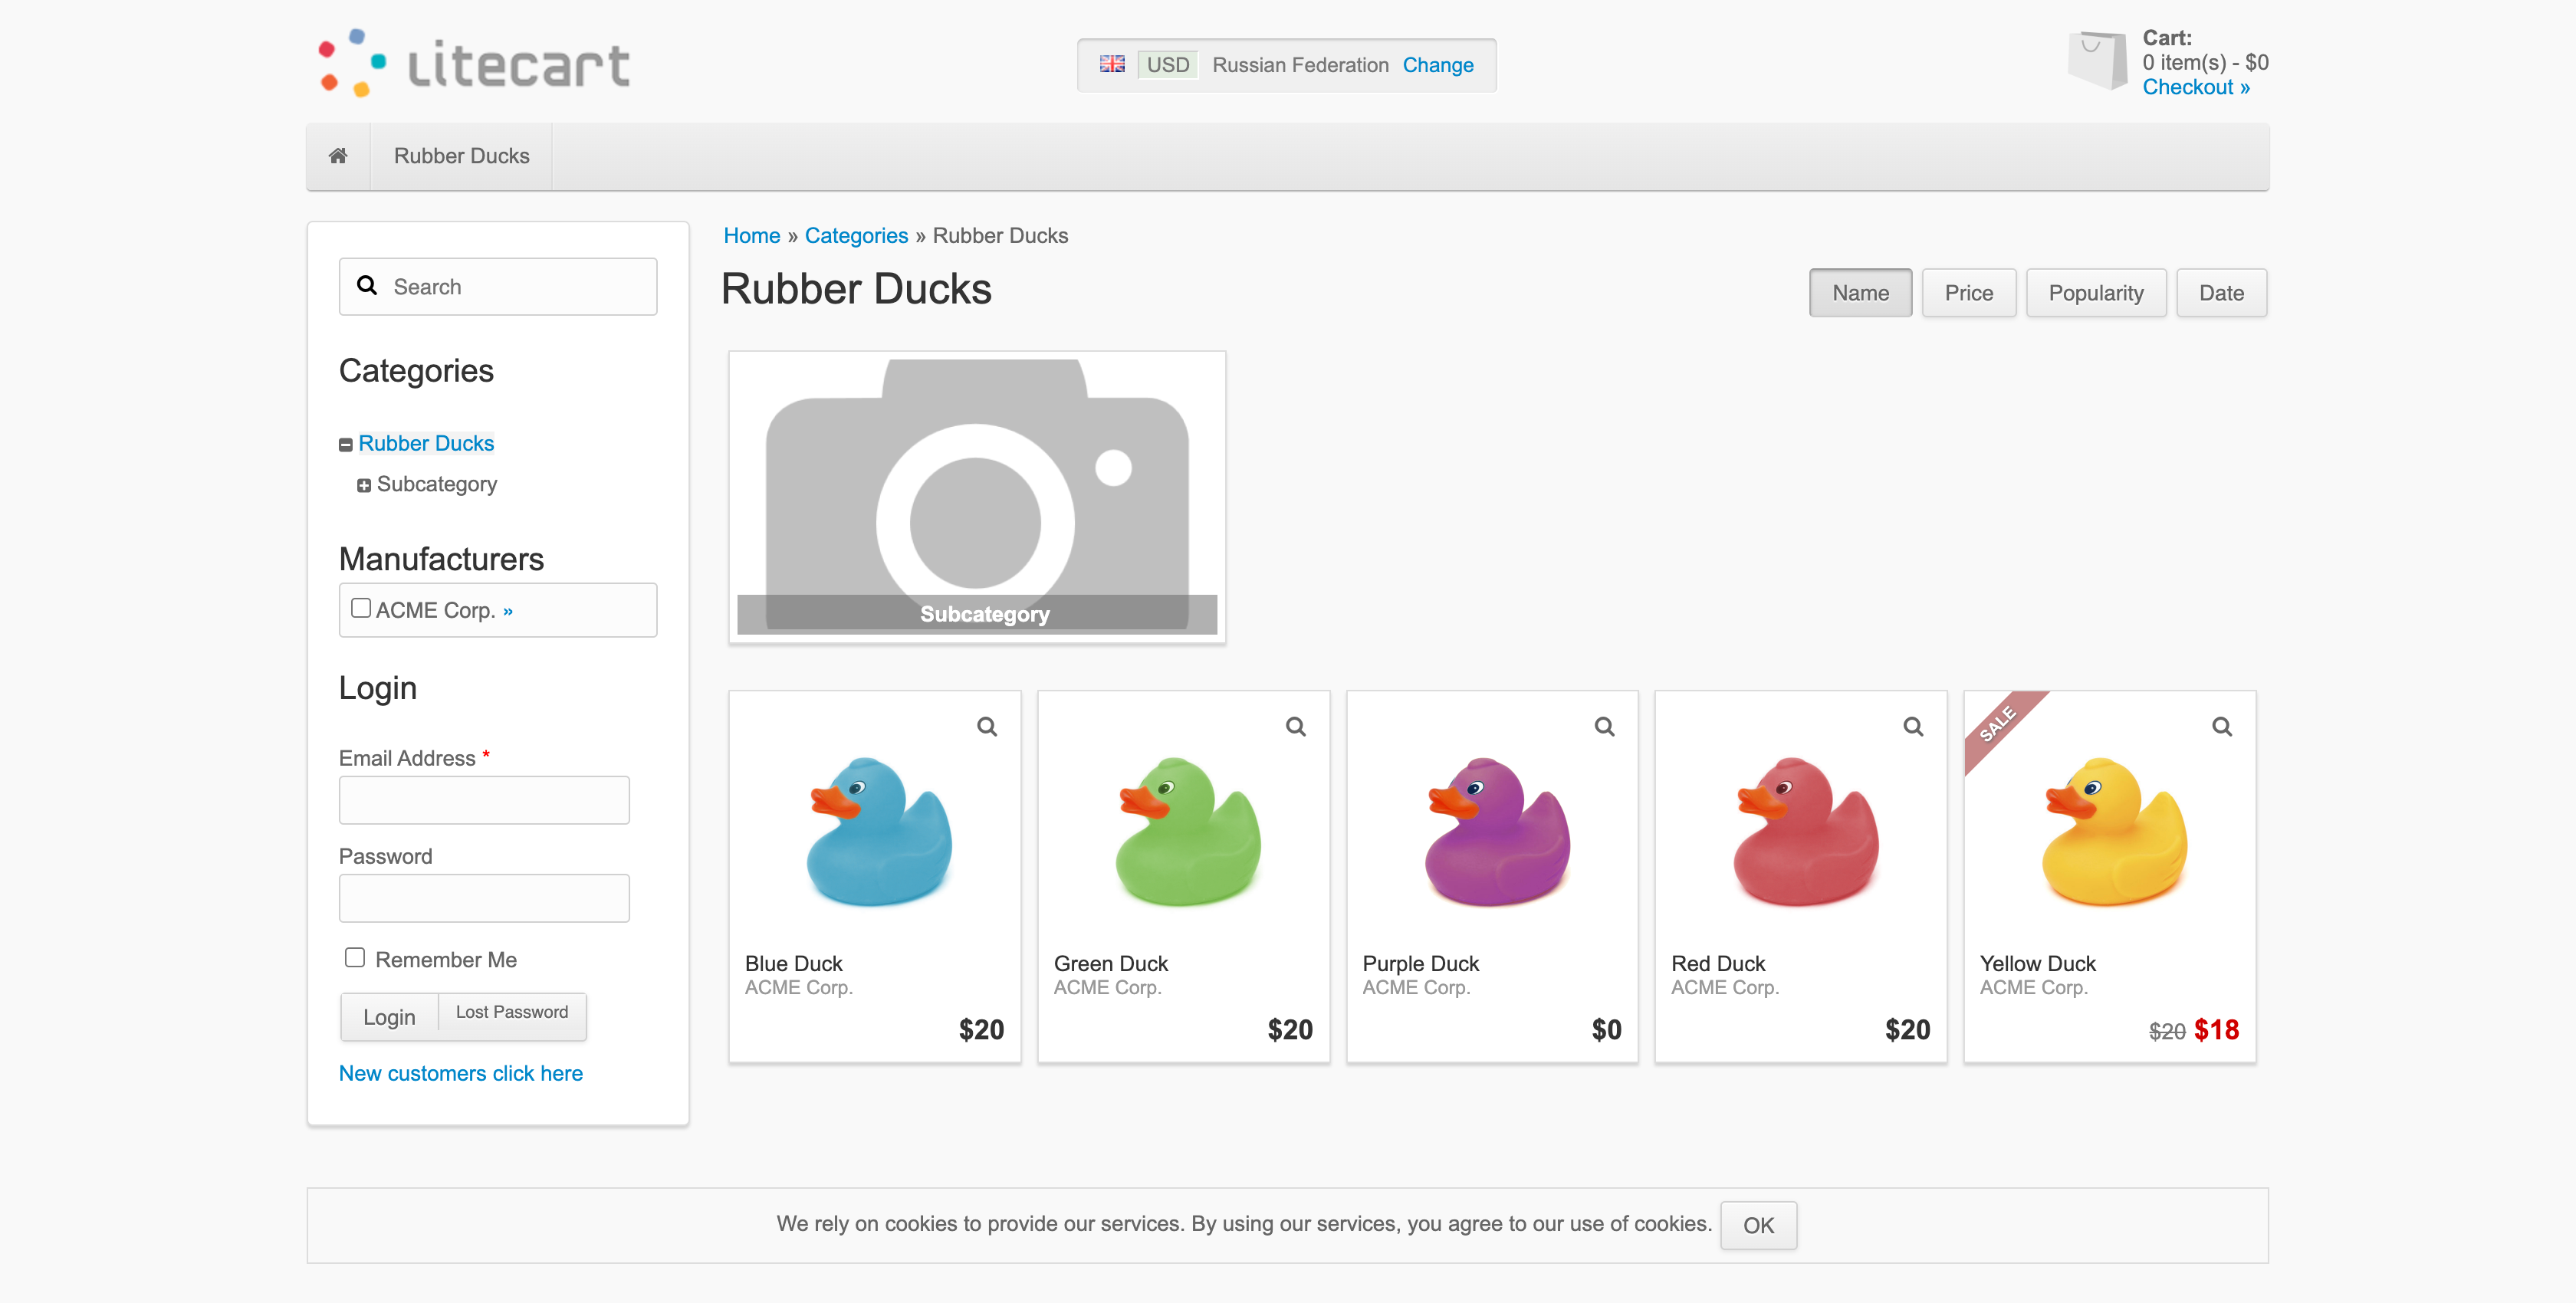 litecart
USD Russian Federation Change
Cart:
0 item(s) - $0
Checkout »
Rubber Ducks
Search
Categories
Rubber Ducks
Subcategory
Manufacturers
ACME Corp. »
Login
Email Address *
Password
Remember Me
Login Lost Password
New customers click here
Home » Categories » Rubber Ducks
Rubber Ducks
Name Price Popularity Date
Subcategory
Blue Duck
ACME Corp.
$20
Green Duck
ACME Corp.
$20
Purple Duck
ACME Corp.
$0
Red Duck
ACME Corp.
$20
SALE
Yellow Duck
ACME Corp.
$20 $18
We rely on cookies to provide our services. By using our services, you agree to our use of cookies. OK